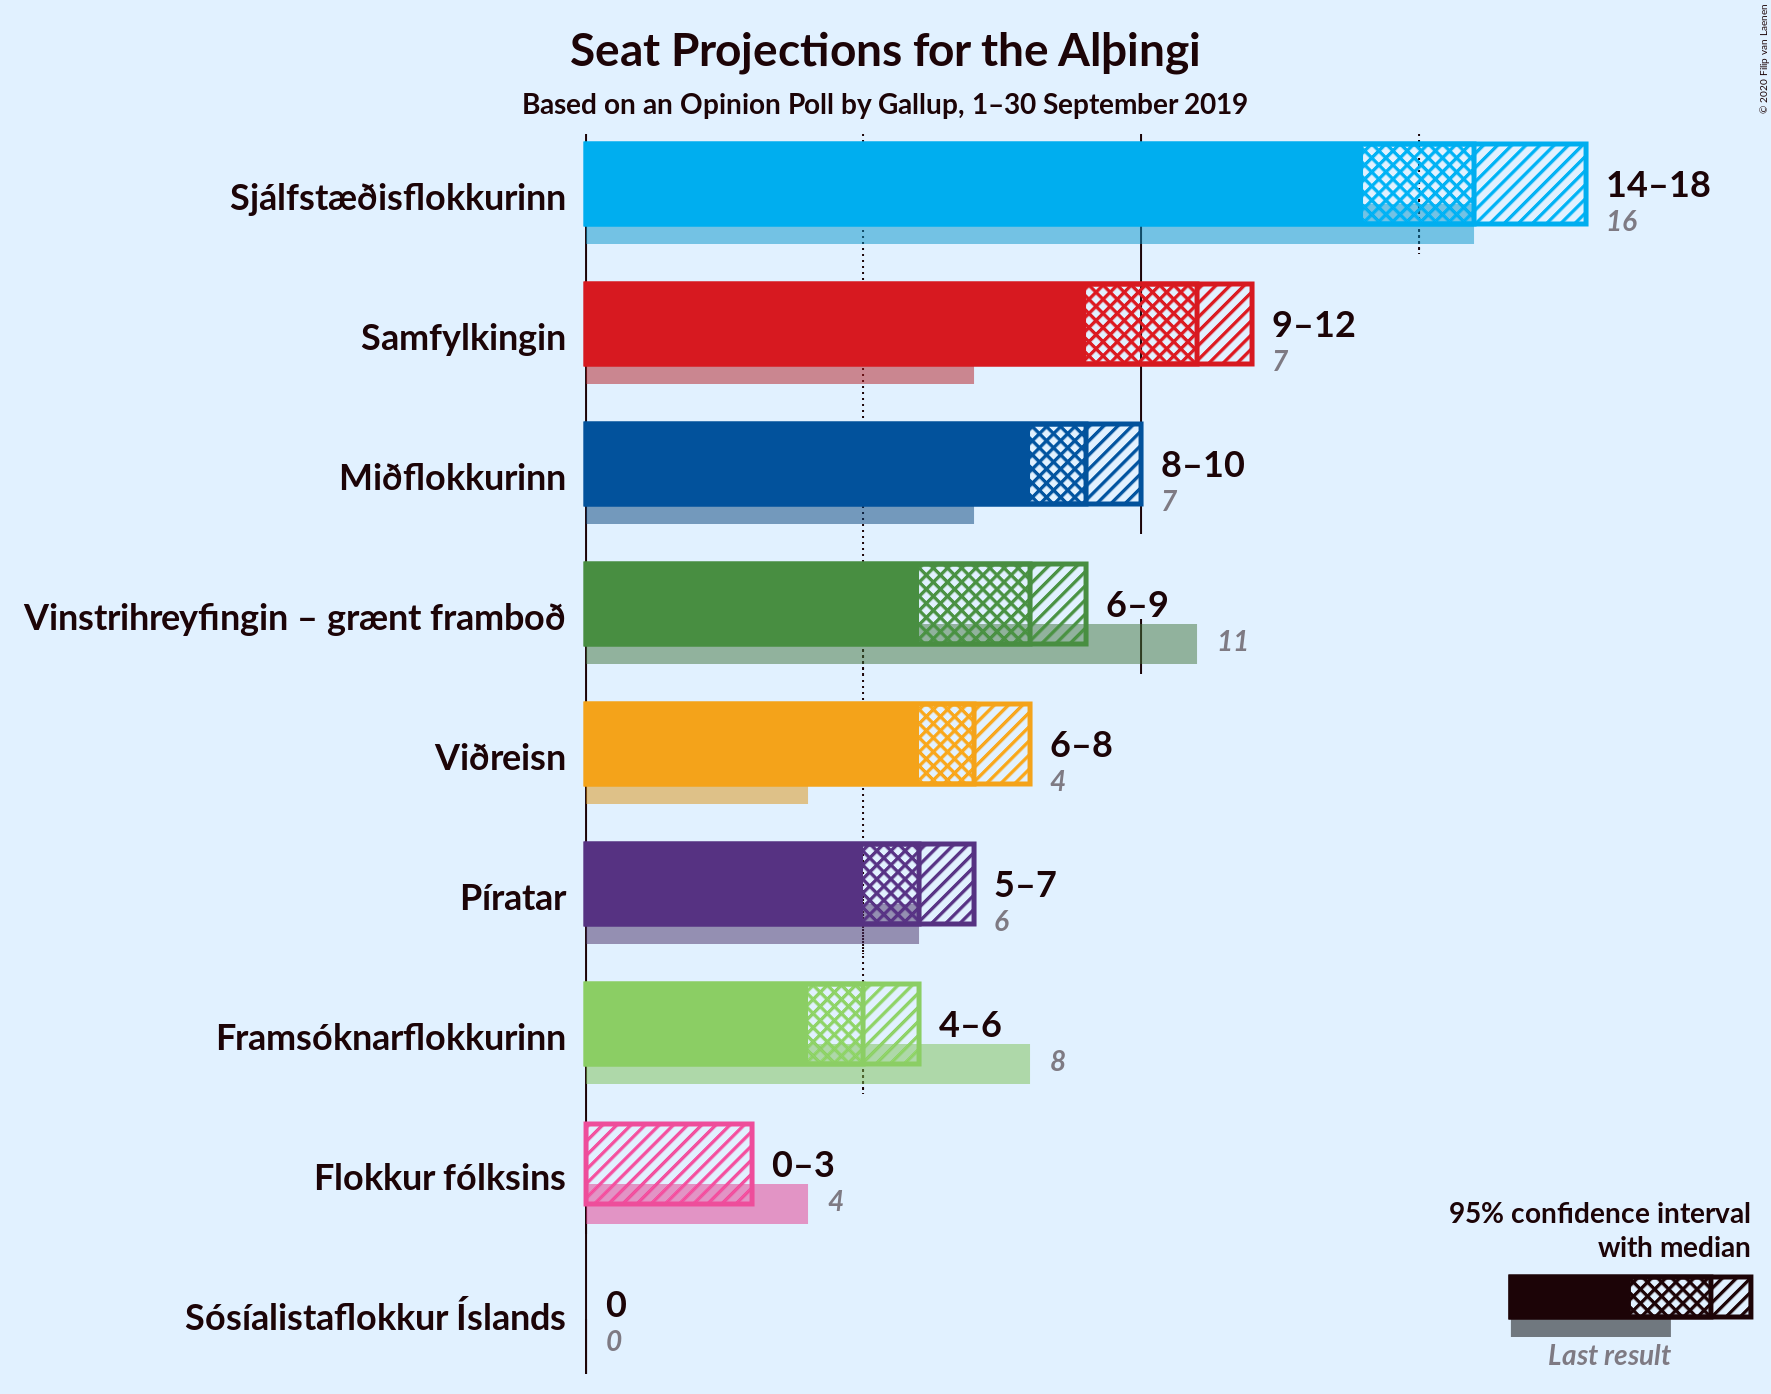 Seat Projections for the Alþingi
Based on an Opinion Poll by Gallup, 1–30 September 2019
© 2020 Filip van Laenen
Sjálfstæðisflokkurinn
14–18
16
Samfylkingin
9–12
7
Miðflokkurinn
8–10
7
Vinstrihreyfingin – grænt framboð
6–9
11
Viðreisn
6–8
4
Píratar
5–7
6
Framsóknarflokkurinn
4–6
8
Flokkur fólksins
0–3
4
Sósíalistaflokkur Íslands
0
0
95% confidence interval
with median
Last result